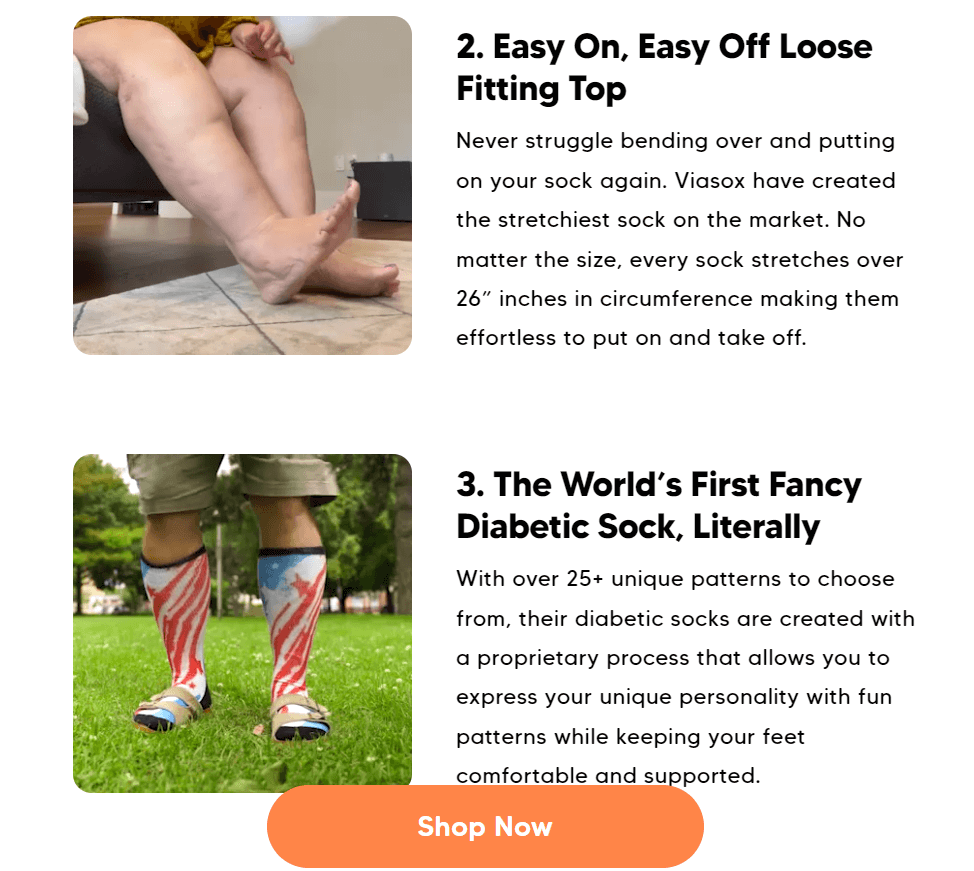 2. Easy On, Easy Off Loose
Fitting Top
Never struggle bending over and putting
on your sock again. Viasox have created
the stretchiest sock on the market. No
matter the size, every sock stretches over
26″ inches in circumference making them
effortless to put on and take off.
3. The World′s First Fancy
Diabetic Sock, Literally
With over 25+ unique patterns to choose
from, their diabetic socks are created with
a proprietary process that allows you to
express your unique personality with fun
patterns while keeping your feet
comfortable and supported.
Shop Now